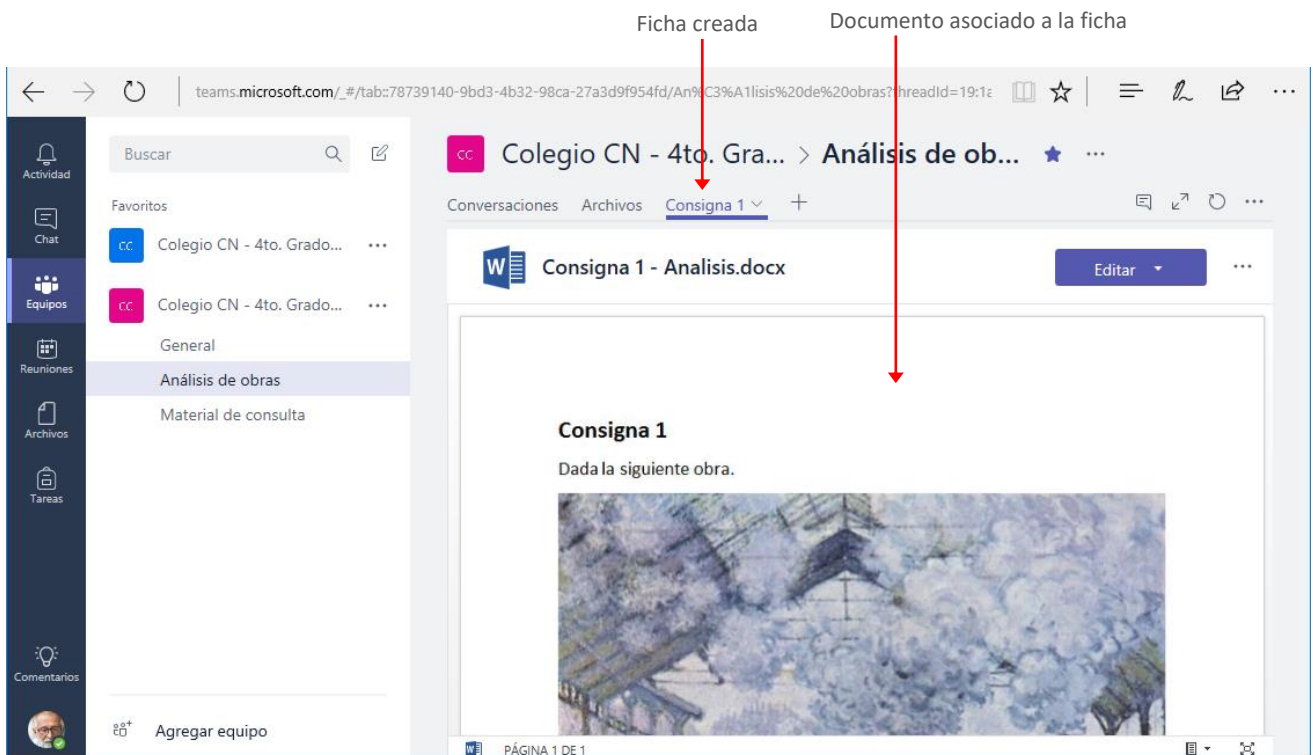 Ficha creada
Documento asociado a la ficha
teams.microsoft.com/_#/tab::78739140-9bd3-4b32-98ca-27a3d9f954fd/An%C3%A1lisis%20de%20obras?threadId=19:1a
Actividad
Chat
Equipos
Reuniones
Archivos
Tareas
Comentarios
Buscar
Favoritos
CC Colegio CN - 4to. Grado... ...
CC Colegio CN - 4to. Grado... ...
General
Análisis de obras
Material de consulta
Agregar equipo
CC Colegio CN - 4to. Gra... > Análisis de ob... ...
Conversaciones Archivos Consigna 1 +
W Consigna 1 - Analisis.docx Editar ...
Consigna 1
Dada la siguiente obra.
PÁGINA 1 DE 1